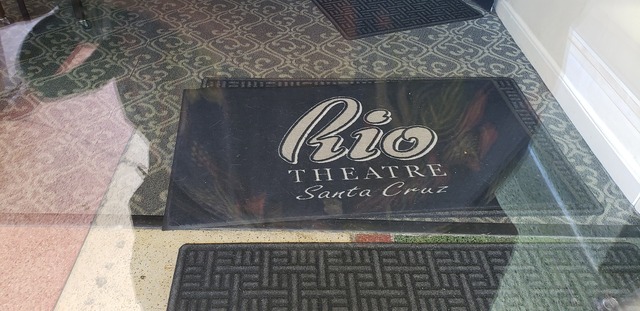 Rio
THEATRE
Santa Cruz